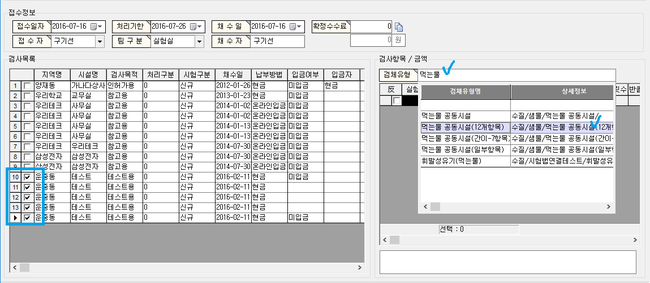 접수정보
접수일자 2016-07-16 처리기한 2016-07-26 채 수 일 2016-07-16 확정수수료 0
접 수 자 구기선 팀 구 분 실험실 채 수 자 구기선 0 원
검사목록
지역명 시설명 검사목적 처리구분 시험구분 채수일 납부방법 입금여부 입금자
1 양재동 가나다상사 인허가용 0 신규 2012-01-26 현금 미입금 현금
2 우리학교 교무실 참고용 0 신규 2013-01-23 현금 미입금
3 우리테크 사무실 참고용 0 신규 2014-01-02 온라인입금 미입금
4 우리테크 사무실 참고용 0 신규 2014-01-02 온라인입금 미입금
우리테크 사무실 참고용 0 신규 2014-01-13 온라인입금 미입금
우리테크 사무실 참고용 0 신규 2014-01-13 온라인입금 미입금
7 우리테크 우리테크 참고용 0 신규 2014-07-30 온라인입금 미입금
8 삼성전자 삼성전자 참고용 0 신규 2014-07-30 온라인입금 미입금
9 삼성전자 삼성전자 참고용 0 신규 2014-07-30 온라인입금 미입금
10 운중동 테스트 테스트용 0 신규 2016-02-11 현금 미입금
11 운중동 테스트 테스트용 0 신규 2016-02-11 현금
12 운중동 테스트 테스트용 0 신규 2016-02-11 현금
13 운중동 테스트 테스트용 0 신규 2016-02-11 현금
운중동 테스트 테스트용 0 신규 2016-02-11 현금 미입금
검사항목 / 금액
검체유형 먹는물
검체유형명 상세정보
먹는물 공동시설 수질/샘물/먹는물 공동시설
먹는물 공동시설(12개항목) 수질/샘물/먹는물 공동시설(12개
먹는물 공동시설(간이-7항목) 수질/샘물/먹는물 공동시설(간이-
먹는물 공동시설(일부항목) 수질/샘물/먹는물 공동시설(일부
휘발성유기(먹는물) 수질/시험법연결테스트/휘발성유
선택 : 0